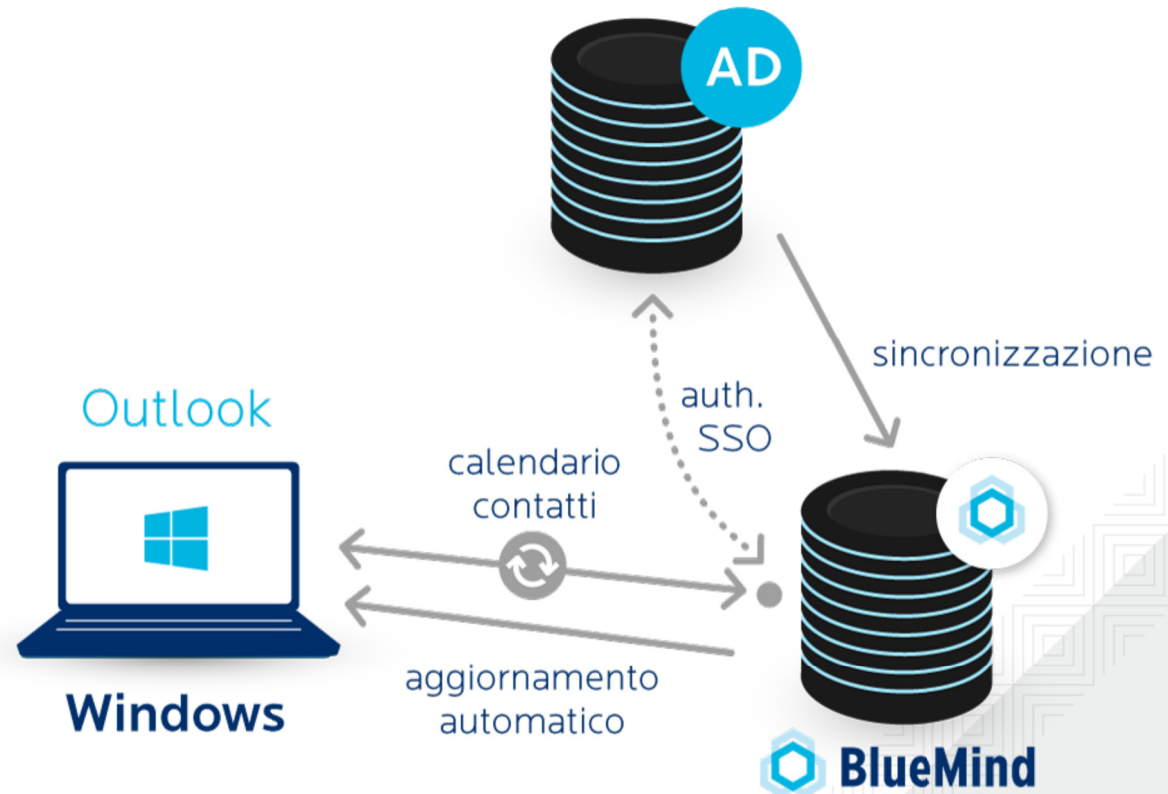 AD
sincronizzazione
auth.
SSO
Outlook
calendario
contatti
aggiornamento
automatico
Windows
BlueMind